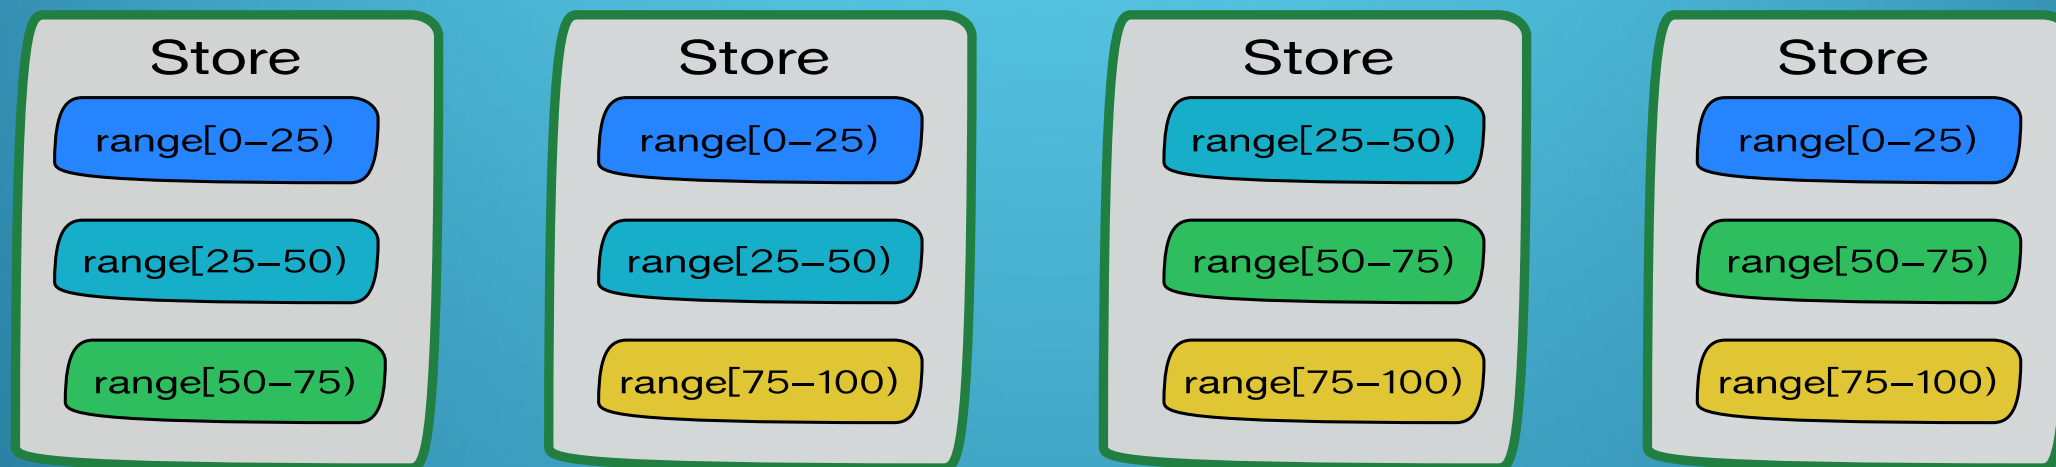 Store
range[0–25)
range[25–50)
range[50–75)
Store
range[0–25)
range[25–50)
range[75–100)
Store
range[25–50)
range[50–75)
range[75–100)
Store
range[0–25)
range[50–75)
range[75–100)